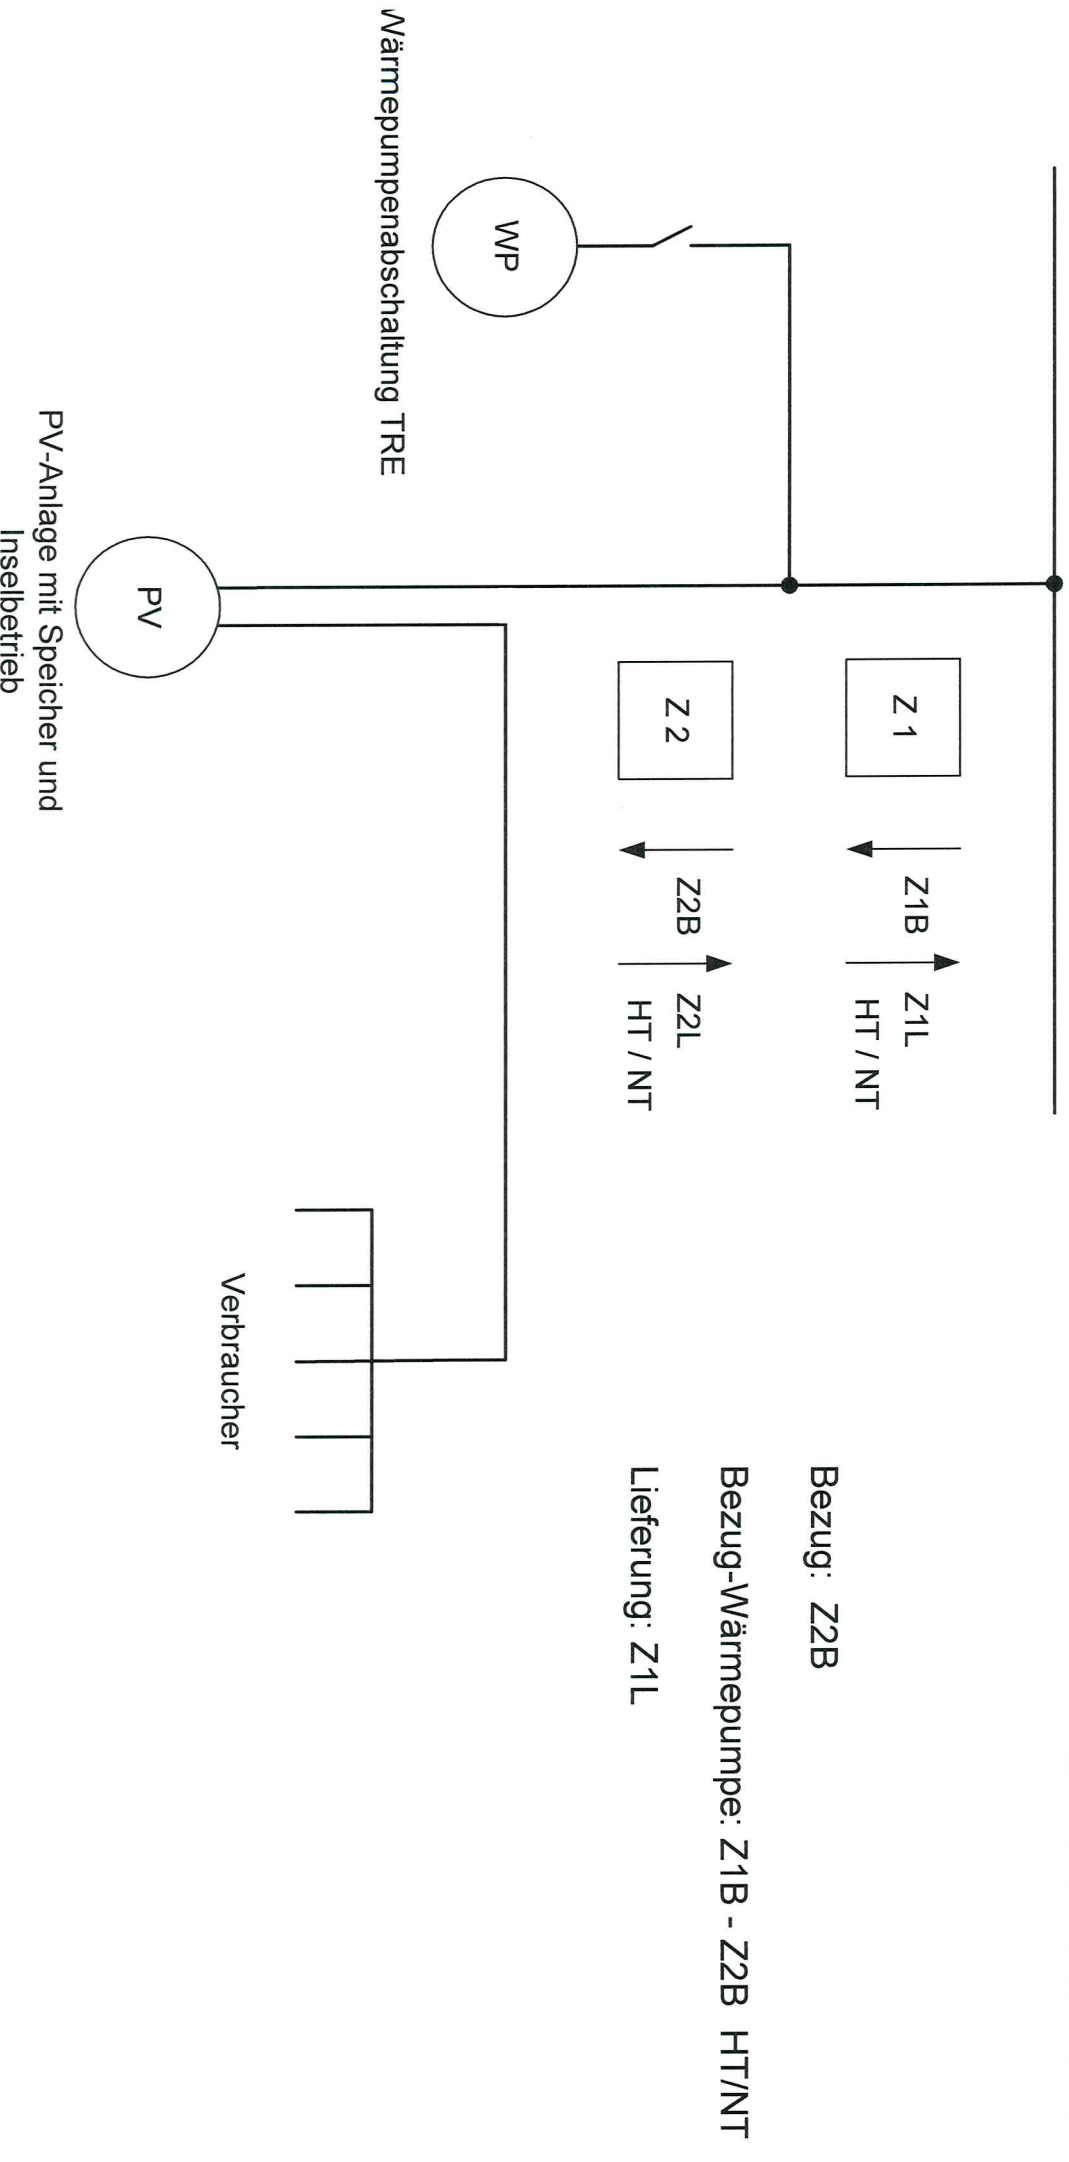 Z 1
Z1B
Z1L
HT / NT
Z 2
Z2B
Z2L
HT / NT
Bezug: Z2B
Bezug-Wärmepumpe: Z1B - Z2B HT/NT
Lieferung: Z1L
WP
Wärmepumpenabschaltung TRE
PV
PV-Anlage mit Speicher und
Inselbetrieb
Verbraucher